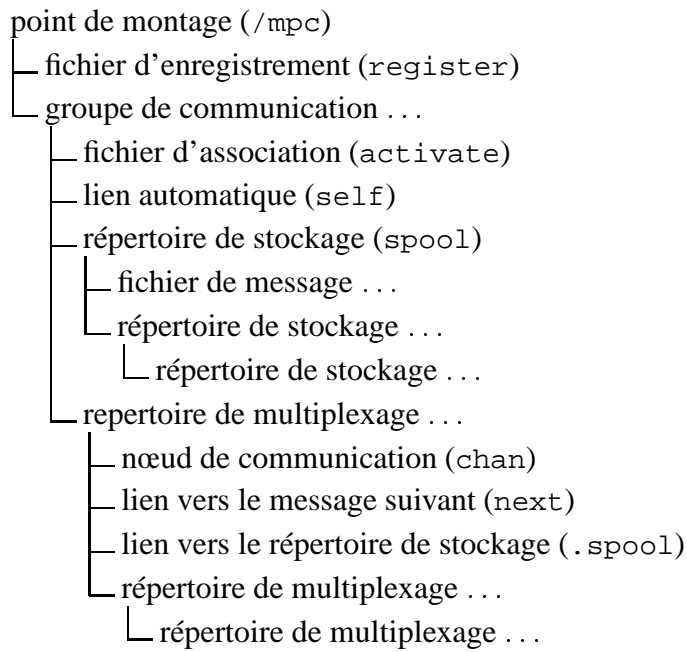 point de montage (/mpc)
fichier d'enregistrement (register)
groupe de communication ...
fichier d'association (activate)
lien automatique (self)
répertoire de stockage (spool)
fichier de message ...
répertoire de stockage ...
répertoire de stockage ...
repertoire de multiplexage ...
nœud de communication (chan)
lien vers le message suivant (next)
lien vers le répertoire de stockage (.spool)
répertoire de multiplexage ...
répertoire de multiplexage ...